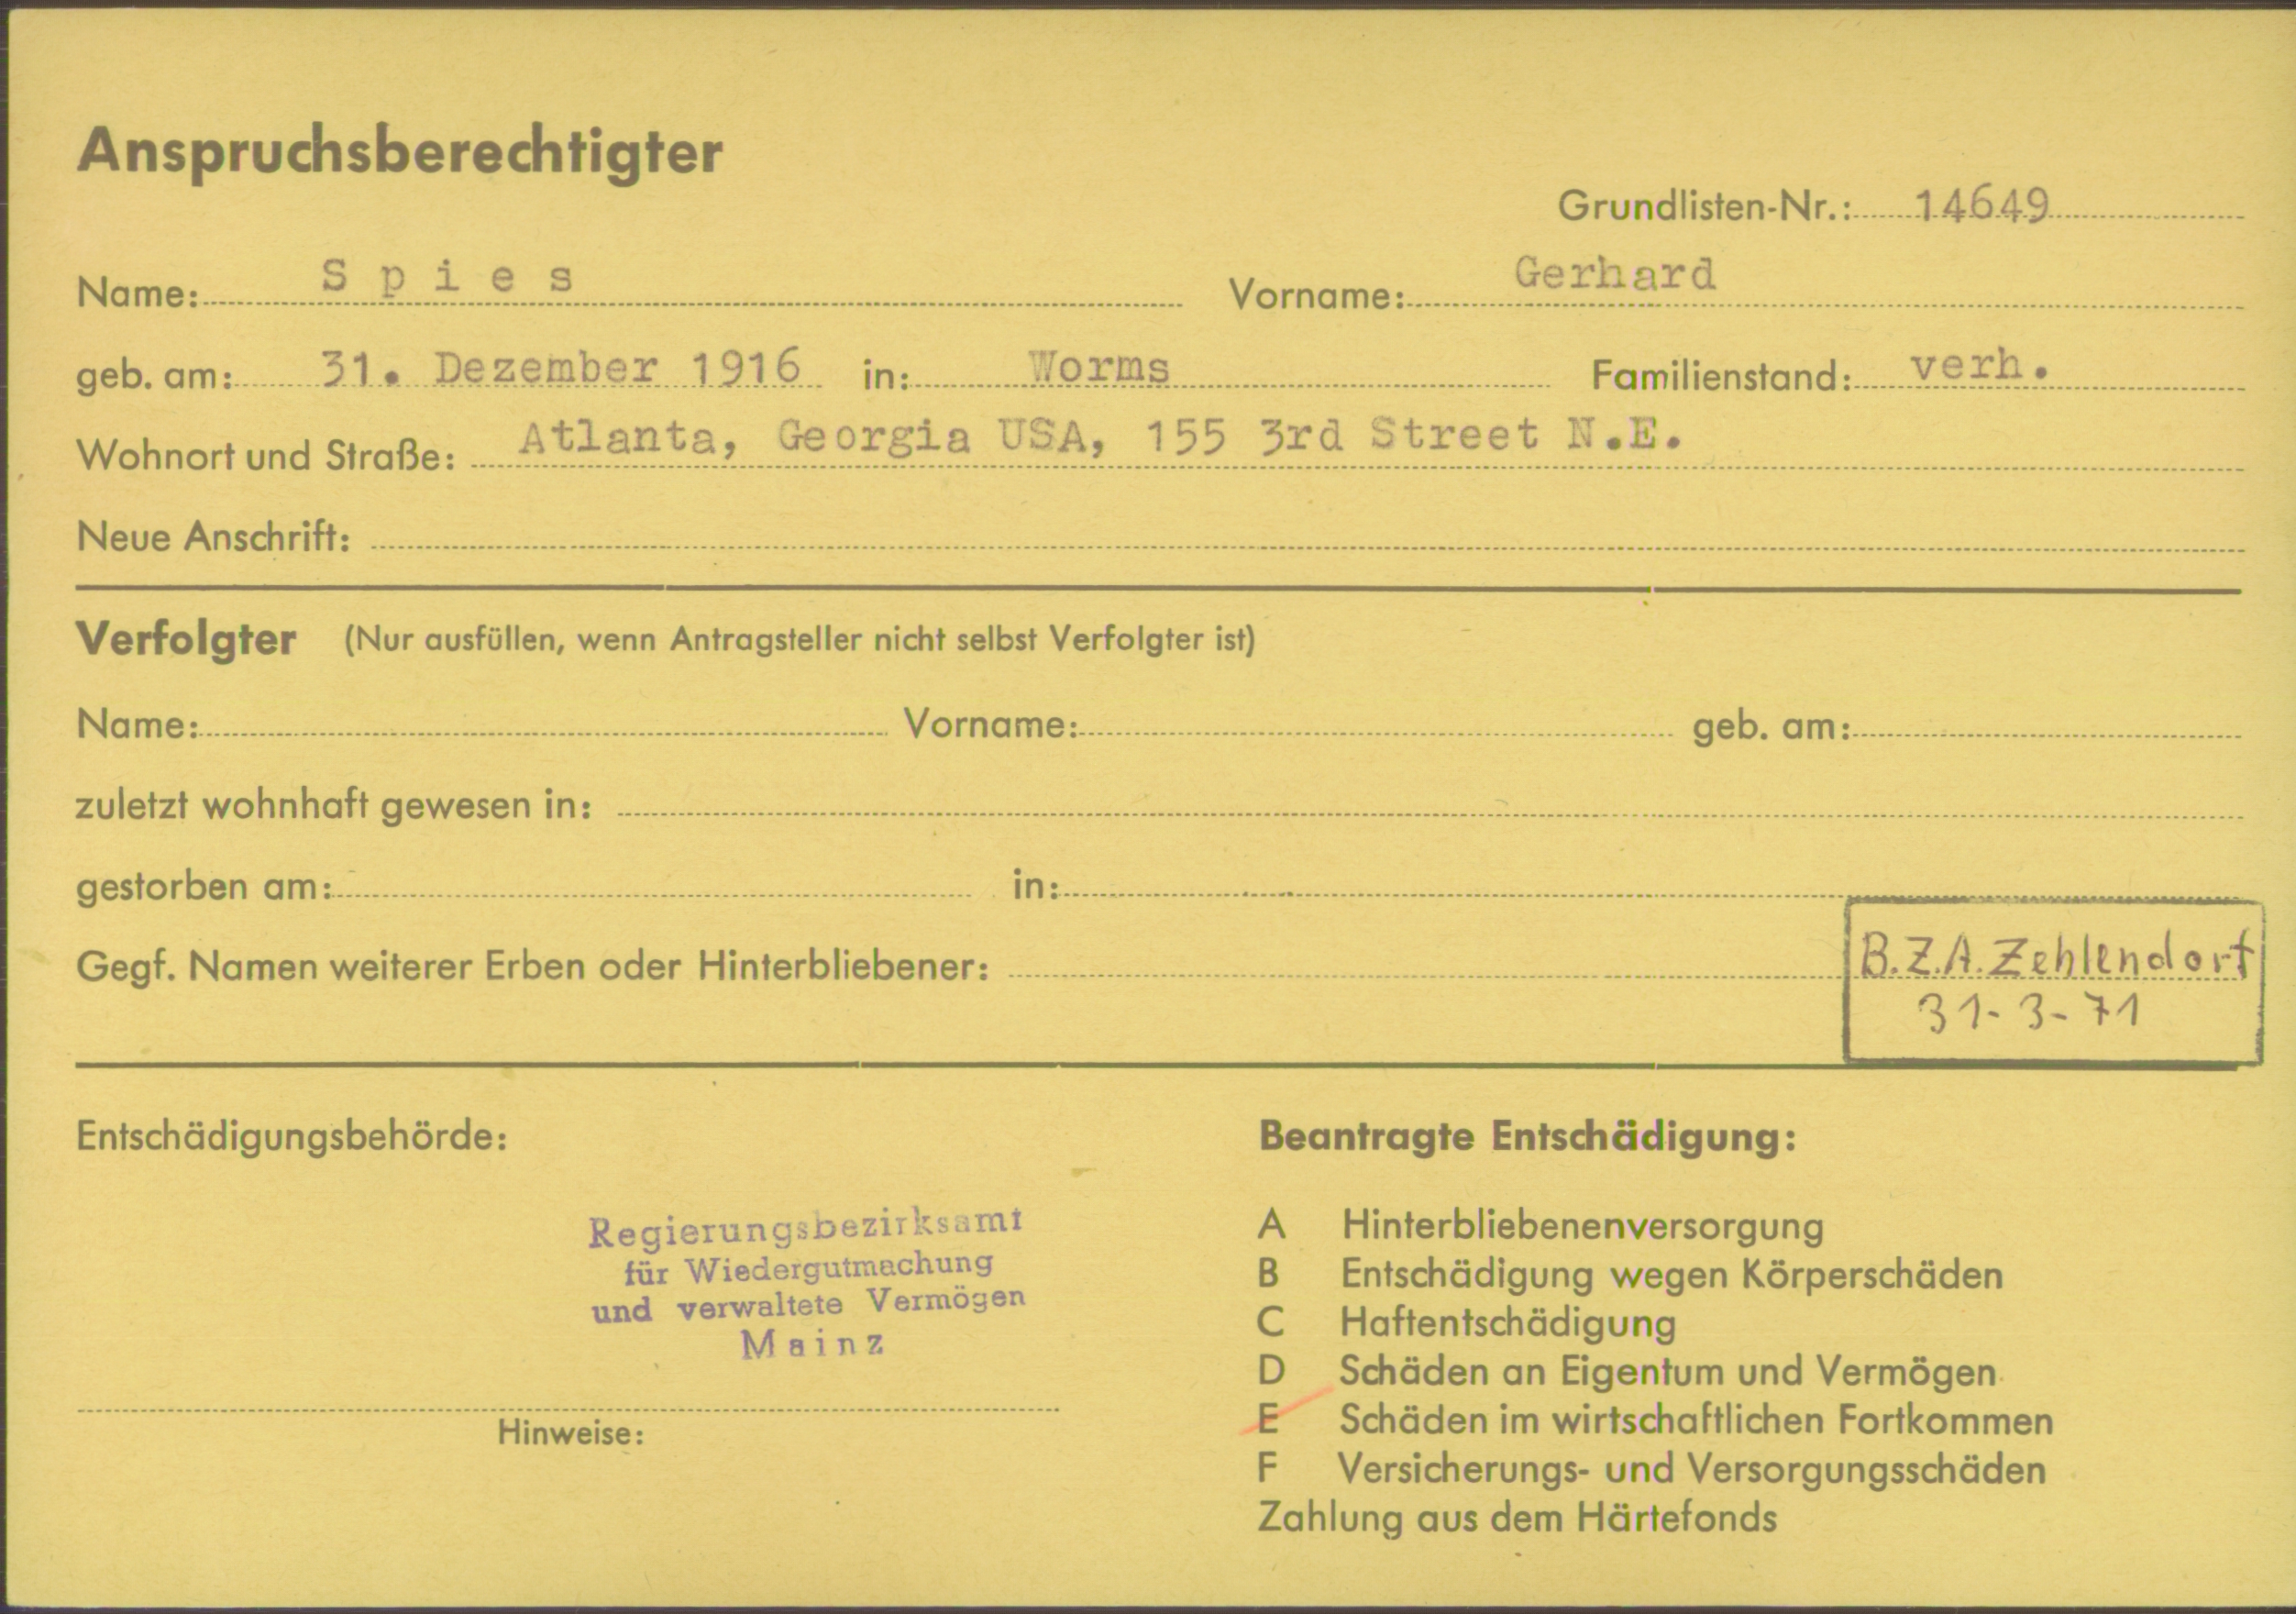 Anspruchsberechtigter
Grundlisten-Nr.: 14649
Name: Spies Vorname: Gerhard
geb. am: 31. Dezember 1916 in: Worms Familienstand: verh.
Wohnort und Straße: Atlanta, Georgia USA, 155 3rd Street N.E.
Neue Anschrift:
Verfolgter (Nur ausfüllen, wenn Antragsteller nicht selbst Verfolgter ist)
Name: Vorname: geb. am:
zuletzt wohnhaft gewesen in:
gestorben am: in:
Gegf. Namen weiterer Erben oder Hinterbliebener:
B.Z.A. Zehlendorf
31-3-71
Entschädigungsbehörde:
Regierungsbezirksamt
für Wiedergutmachung
und verwaltete Vermögen
Mainz
Hinweise:
Beantragte Entschädigung:
A Hinterbliebenenversorgung
B Entschädigung wegen Körperschäden
C Haftentschädigung
D Schäden an Eigentum und Vermögen
E Schäden im wirtschaftlichen Fortkommen
F Versicherungs- und Versorgungsschäden
Zahlung aus dem Härtefonds